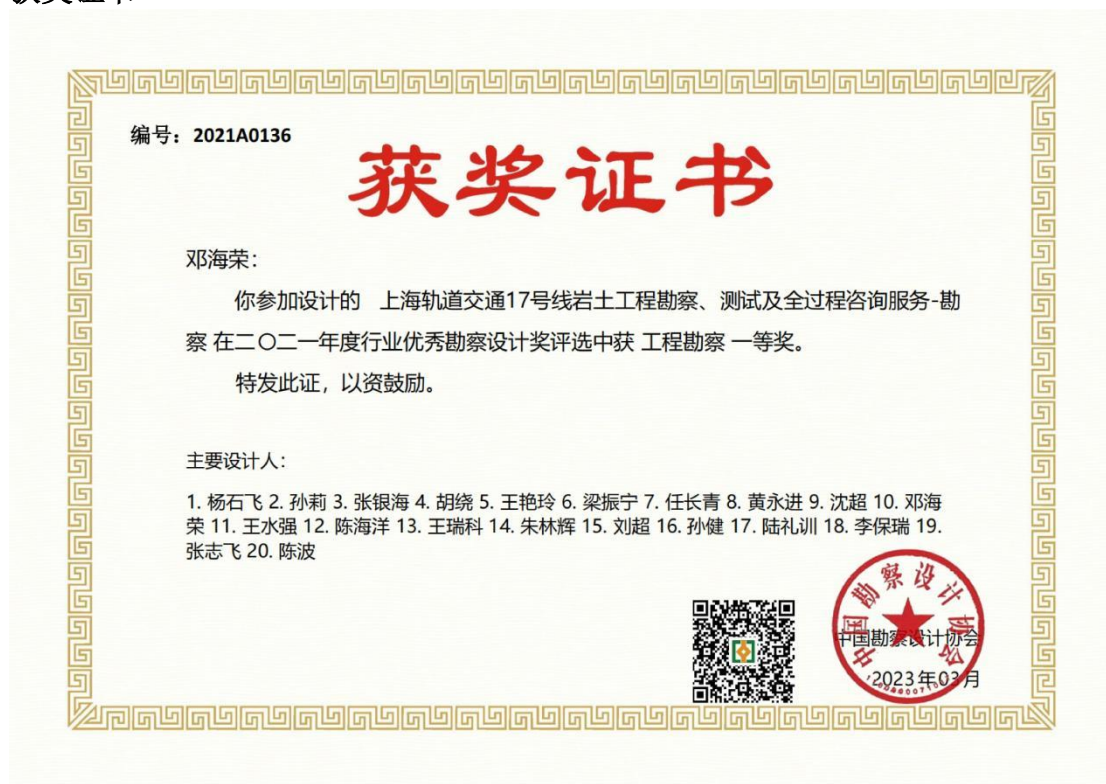 获奖证书
编号：2021A0136
获奖证书
邓海荣：
你参加设计的 上海轨道交通17号线岩土工程勘察、测试及全过程咨询服务-勘
察 在二〇二一年度行业优秀勘察设计奖评选中获 工程勘察 一等奖。
特发此证，以资鼓励。
主要设计人：
1. 杨石飞 2. 孙莉 3. 张银海 4. 胡绕 5. 王艳玲 6. 梁振宁 7. 任长青 8. 黄永进 9. 沈超 10. 邓海
荣 11. 王水强 12. 陈海洋 13. 王瑞科 14. 朱林辉 15. 刘超 16. 孙健 17. 陆礼训 18. 李保瑞 19.
张志飞 20. 陈波
中国勘察设计协会
中国勘察设计协会
2023年03月